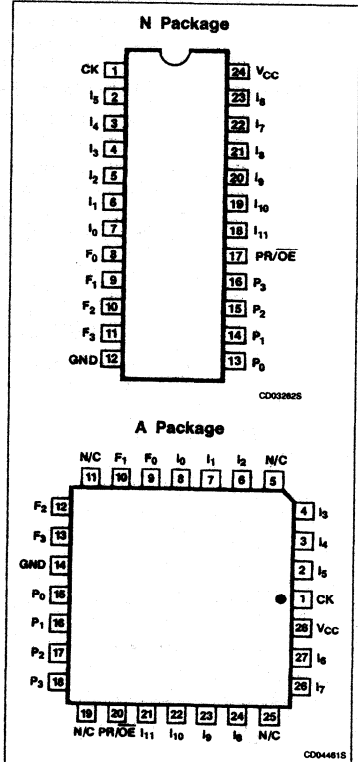 N Package
CK 1 24 VCC
I5 2 23 I6
I4 3 22 I7
I3 4 21 I8
I2 5 20 I9
I1 6 19 I10
I0 7 18 I11
F0 8 17 PR/O̅E̅
F1 9 16 P3
F2 10 15 P2
F3 11 14 P1
GND 12 13 P0
CD03262S
A Package
N/C F1 F0 I0 I1 I2 N/C
11 10 9 8 7 6 5
F2 12 4 I3
F3 13 3 I4
GND 14 2 I5
P0 15 1 CK
P1 16 28 VCC
P2 17 27 I6
P3 18 26 I7
19 20 21 22 23 24 25
N/C PR/O̅E̅ I11 I10 I9 I8 N/C
CD04461S